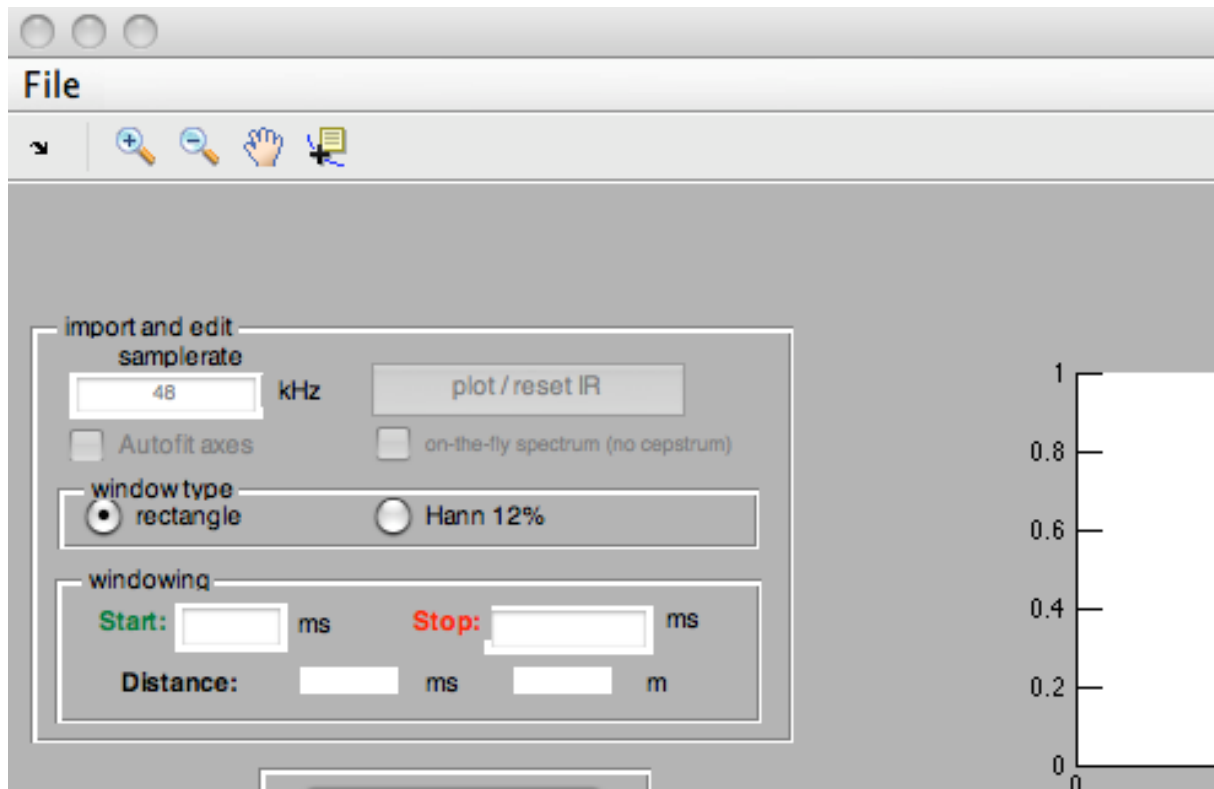 File
import and edit
samplerate
48 kHz plot / reset IR
Autofit axes on-the-fly spectrum (no cepstrum)
window type
rectangle Hann 12%
windowing
Start: ms Stop: ms
Distance: ms m
1
0.8
0.6
0.4
0.2
0
0